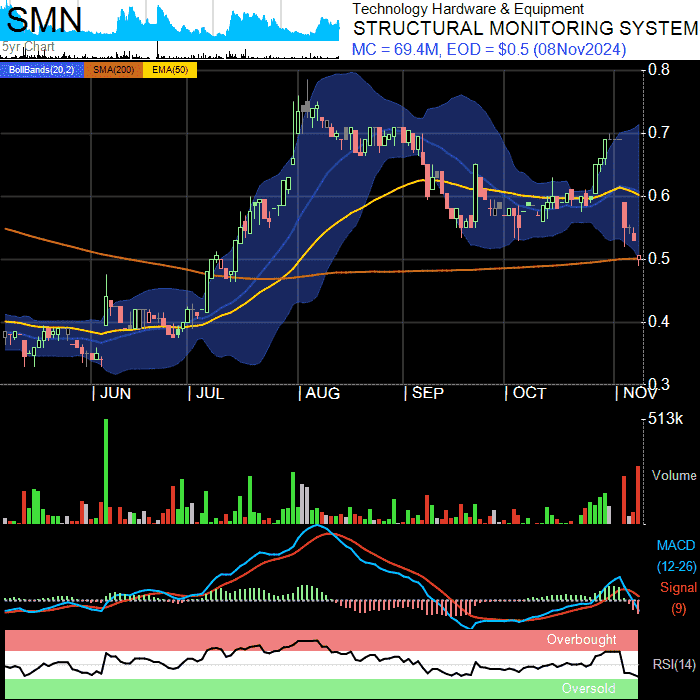 SMN
5yr Chart
Technology Hardware & Equipment
STRUCTURAL MONITORING SYSTEM
MC = 69.4M, EOD = $0.5 (08Nov2024)
BollBands(20,2) SMA(200) EMA(50)
0.8
0.7
0.6
0.5
0.4
0.3
JUN JUL AUG SEP OCT NOV
513k
Volume
MACD
(12-26)
Signal
(9)
Overbought
RSI(14)
Oversold